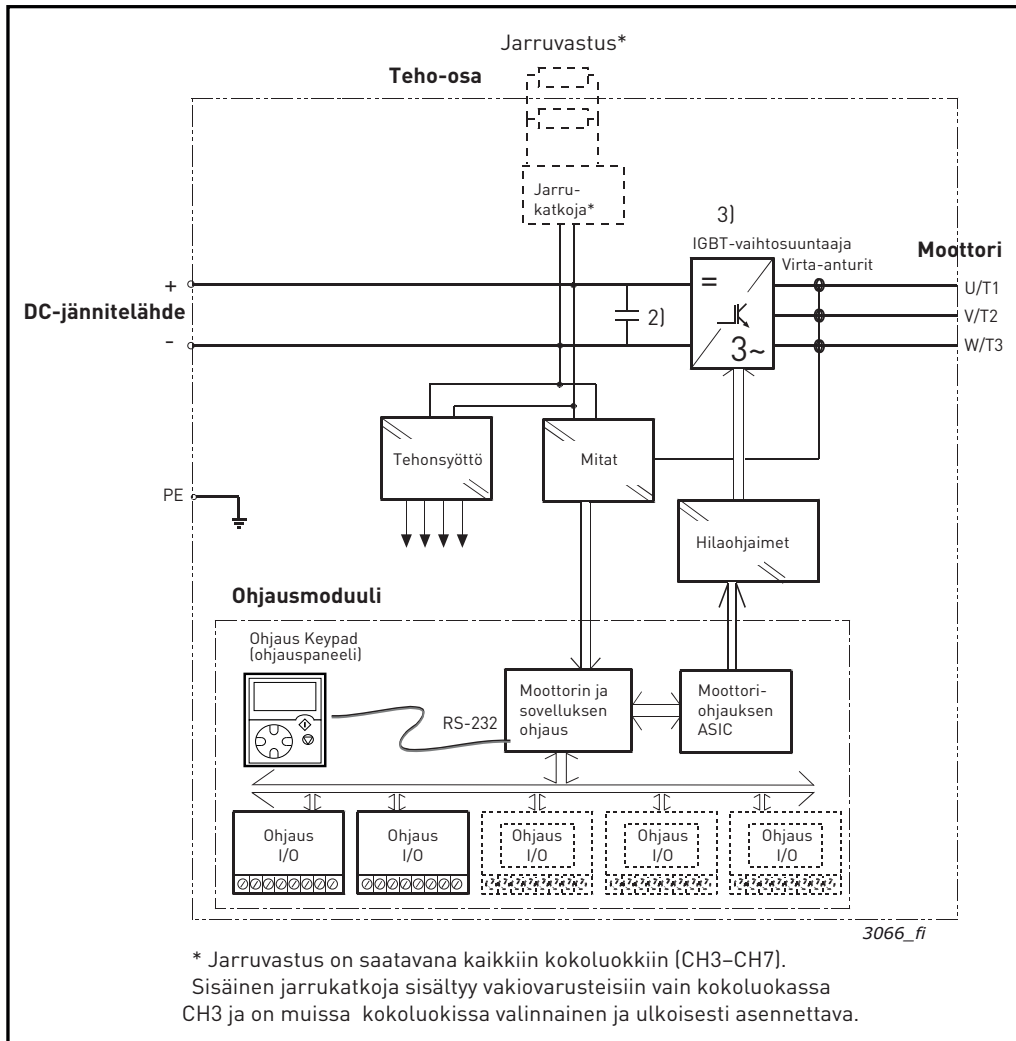 Jarruvastus*
Teho-osa
Jarru-
katkoja*
3)
IGBT-vaihtosuuntaaja
Virta-anturit
Moottori
+
=
U/T1
DC-jännitelähde
2)
V/T2
-
3~
W/T3
Tehonsyöttö
Mitat
PE
Hilaohjaimet
Ohjausmoduuli
Ohjaus Keypad
(ohjauspaneeli)
RS-232
Moottorin ja
sovelluksen
ohjaus
Moottori-
ohjauksen
ASIC
Ohjaus
I/O
Ohjaus
I/O
Ohjaus
I/O
Ohjaus
I/O
Ohjaus
I/O
3066_fi
* Jarruvastus on saatavana kaikkiin kokoluokkiin (CH3–CH7).
Sisäinen jarrukatkoja sisältyy vakiovarusteisiin vain kokoluokassa
CH3 ja on muissa kokoluokissa valinnainen ja ulkoisesti asennettava.